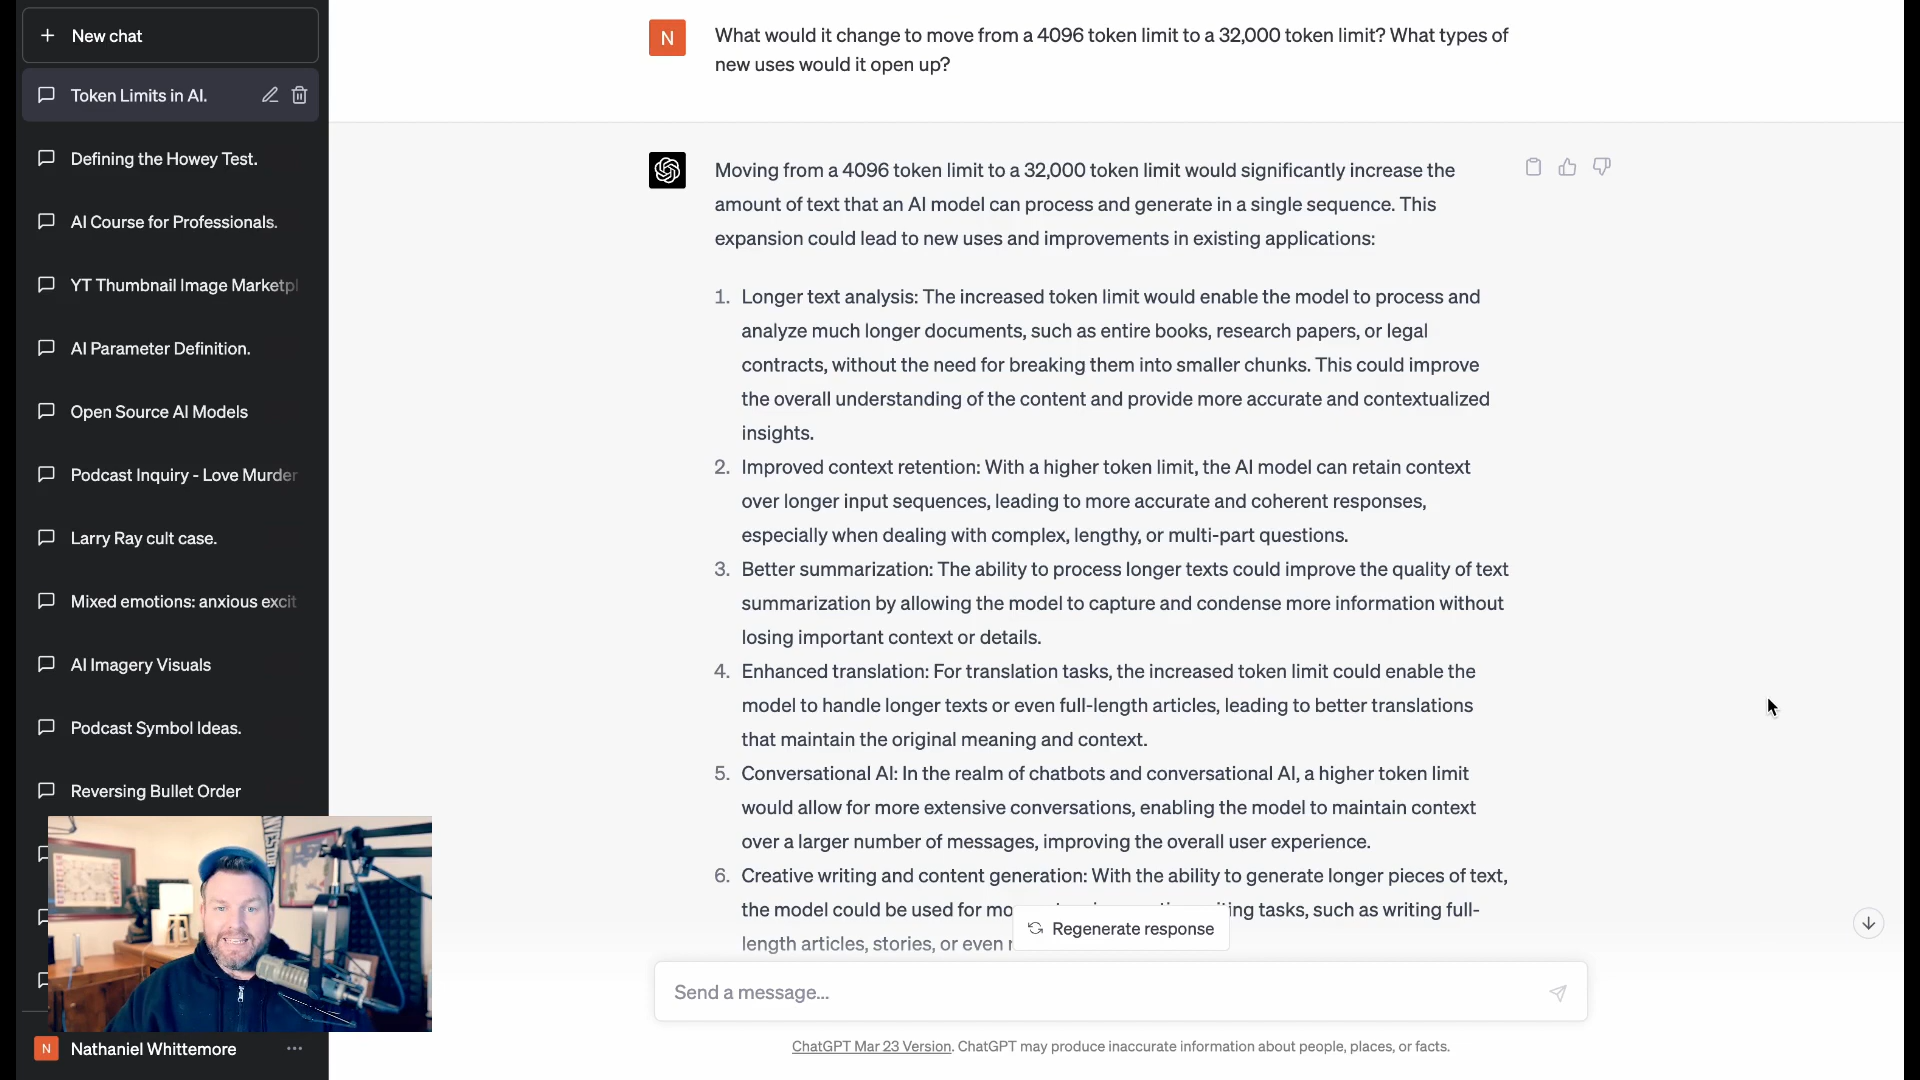 New chat
Token Limits in AI.
Defining the Howey Test.
AI Course for Professionals.
YT Thumbnail Image Marketpl
AI Parameter Definition.
Open Source AI Models
Podcast Inquiry - Love Murder
Larry Ray cult case.
Mixed emotions: anxious excit
AI Imagery Visuals
Podcast Symbol Ideas.
Reversing Bullet Order
INVESTOR
N
Nathaniel Whittemore
N
What would it change to move from a 4096 token limit to a 32,000 token limit? What types of
new uses would it open up?
Moving from a 4096 token limit to a 32,000 token limit would significantly increase the
amount of text that an AI model can process and generate in a single sequence. This
expansion could lead to new uses and improvements in existing applications:
1. Longer text analysis: The increased token limit would enable the model to process and
analyze much longer documents, such as entire books, research papers, or legal
contracts, without the need for breaking them into smaller chunks. This could improve
the overall understanding of the content and provide more accurate and contextualized
insights.
2. Improved context retention: With a higher token limit, the AI model can retain context
over longer input sequences, leading to more accurate and coherent responses,
especially when dealing with complex, lengthy, or multi-part questions.
3. Better summarization: The ability to process longer texts could improve the quality of text
summarization by allowing the model to capture and condense more information without
losing important context or details.
4. Enhanced translation: For translation tasks, the increased token limit could enable the
model to handle longer texts or even full-length articles, leading to better translations
that maintain the original meaning and context.
5. Conversational AI: In the realm of chatbots and conversational AI, a higher token limit
would allow for more extensive conversations, enabling the model to maintain context
over a larger number of messages, improving the overall user experience.
6. Creative writing and content generation: With the ability to generate longer pieces of text,
the model could be used for mo ing tasks, such as writing full-
length articles, stories, or even
Regenerate response
Send a message...
ChatGPT Mar 23 Version. ChatGPT may produce inaccurate information about people, places, or facts.